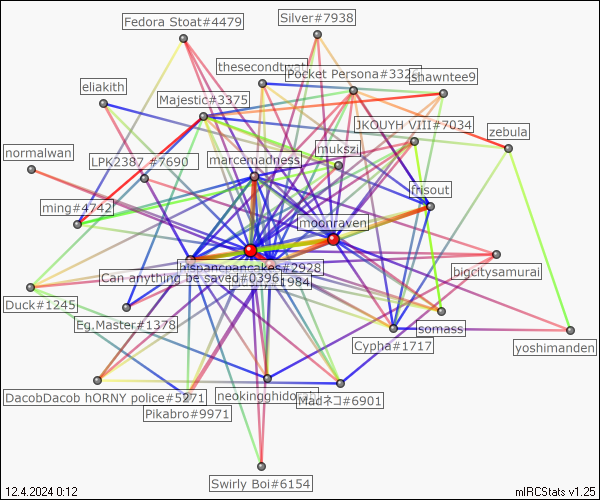 Silver#7938
Fedora Stoat#4479
thesecondtwat
Pocket Persona#332
shawntee9
eliakith
Majestic#3375
JKOUYH VIII#7034
zebula
mukszi
normalwan
LPK2387 #7690
marcemadness
frisout
ming#4742
moonraven
hispancpancakes#2928
bigcitysamurai
Can anything be saved#0396
1984
Duck#1245
Eg.Master#1378
somass
Cypha#1717
yoshimanden
DacobDacob hORNY police#5271
neokingghidorah
Madネコ#6901
Pikabro#9971
Swirly Boi#6154
12.4.2024 0:12
mIRCStats v1.25